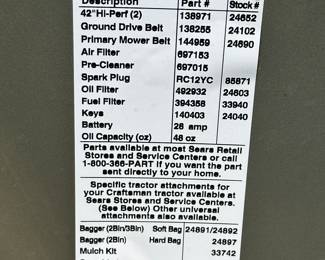 Description Part # Stock#
42"Hi-Perf (2) 138971 24652
Ground Drive Belt 138255 24102
Primary Mower Belt 144959 24690
Air Filter 697153
Pre-Cleaner 697015
Spark Plug RC12YC 85871
Oil Filter 492932 24603
Fuel Filter 394358 33940
Keys 140403 24040
Battery 28 amp
Oil Capacity (oz) 48 oz
Parts available at most Sears Retail
Stores and Service Centers or call
1-800-366-PART If you want the part
sent directly to your home.
Specific tractor attachments for
your Craftsman tractor available at
Sears Stores and Service Centers.
(See Below) Other universal
attachments also available.
Bagger (2Bin/3Bin) Soft Bag 24891/24892
Bagger (2Bin) Hard Bag 24897
Mulch Kit 33742